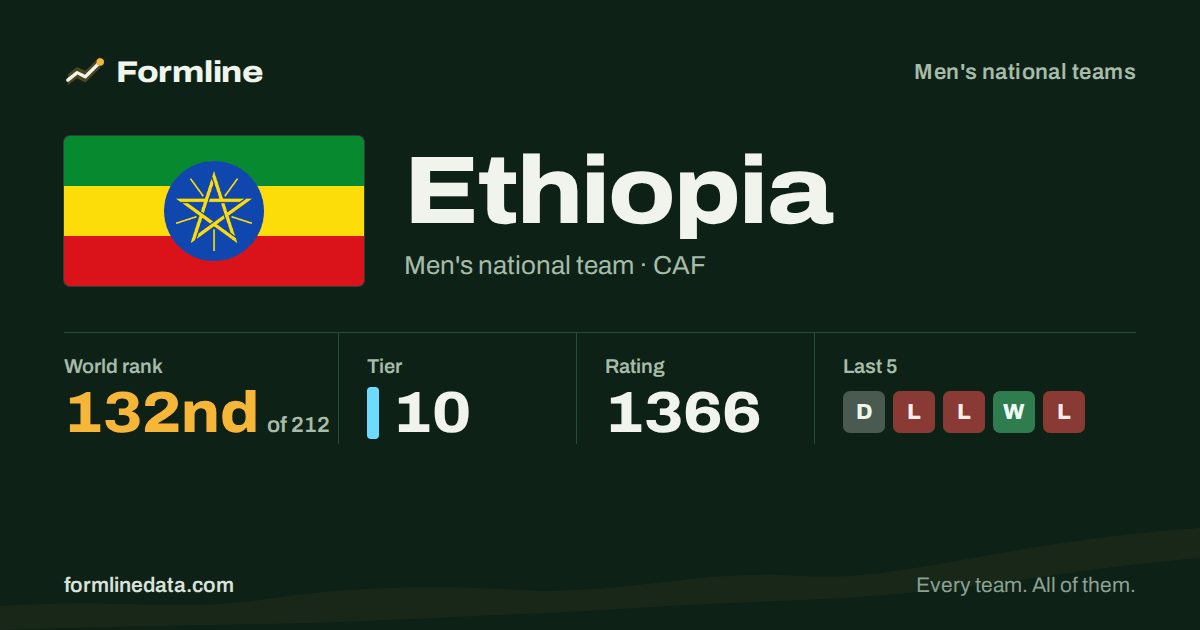 Formline
Men's national teams
Ethiopia
Men's national team · CAF
World rank
132nd of 212
Tier
10
Rating
1366
Last 5
D L L W L
formlinedata.com
Every team. All of them.